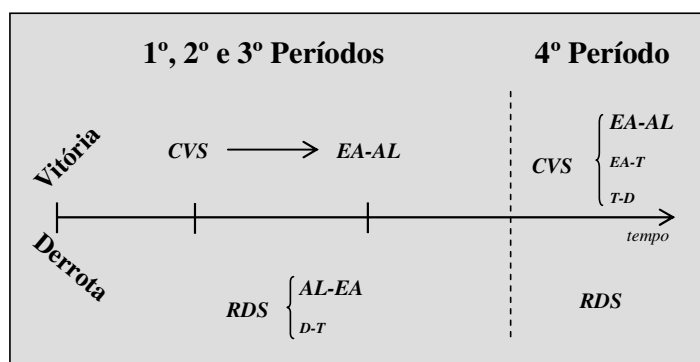 1º, 2º e 3º Períodos 4º Período
Vitória
CVS EA-AL
CVS EA-AL
EA-T
T-D
tempo
Derrota
RDS AL-EA
D-T
RDS